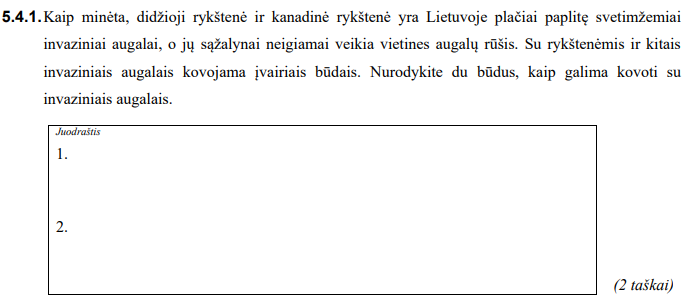 5.4.1. Kaip minėta, didžioji rykštenė ir kanadinė rykštenė yra Lietuvoje plačiai paplitę svetimžemiai
invaziniai augalai, o jų sąžalynai neigiamai veikia vietines augalų rūšis. Su rykštenėmis ir kitais
invaziniais augalais kovojama įvairiais būdais. Nurodykite du būdus, kaip galima kovoti su
invaziniais augalais.
Juodraštis
1.
2.
(2 taškai)